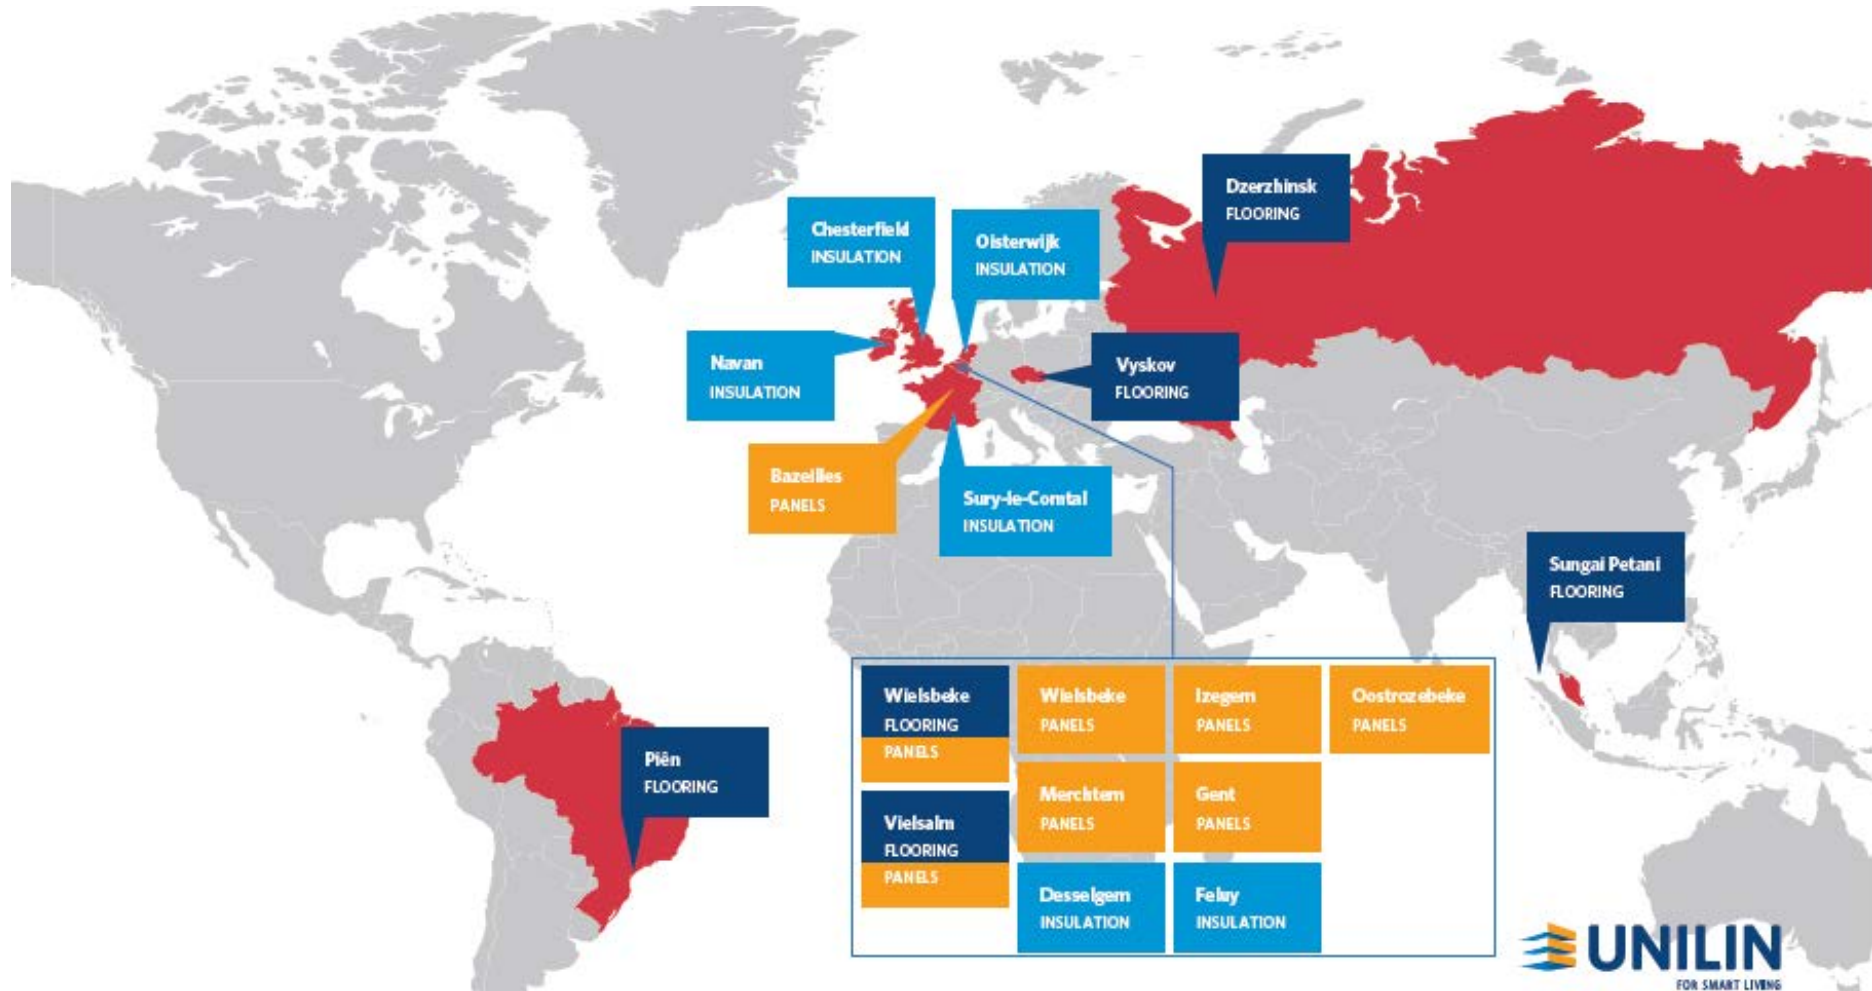 Dzerzhinsk
FLOORING
Chesterfield
INSULATION
Oisterwijk
INSULATION
Navan
INSULATION
Vyskov
FLOORING
Bazeilles
PANELS
Sury-le-Comtal
INSULATION
Sungai Petani
FLOORING
Piên
FLOORING
Wielsbeke
FLOORING
PANELS
Wielsbeke
PANELS
Izegem
PANELS
Oostrozebeke
PANELS
Vielsalm
FLOORING
PANELS
Merchtem
PANELS
Gent
PANELS
Desselgem
INSULATION
Feluy
INSULATION
UNILIN
FOR SMART LIVING